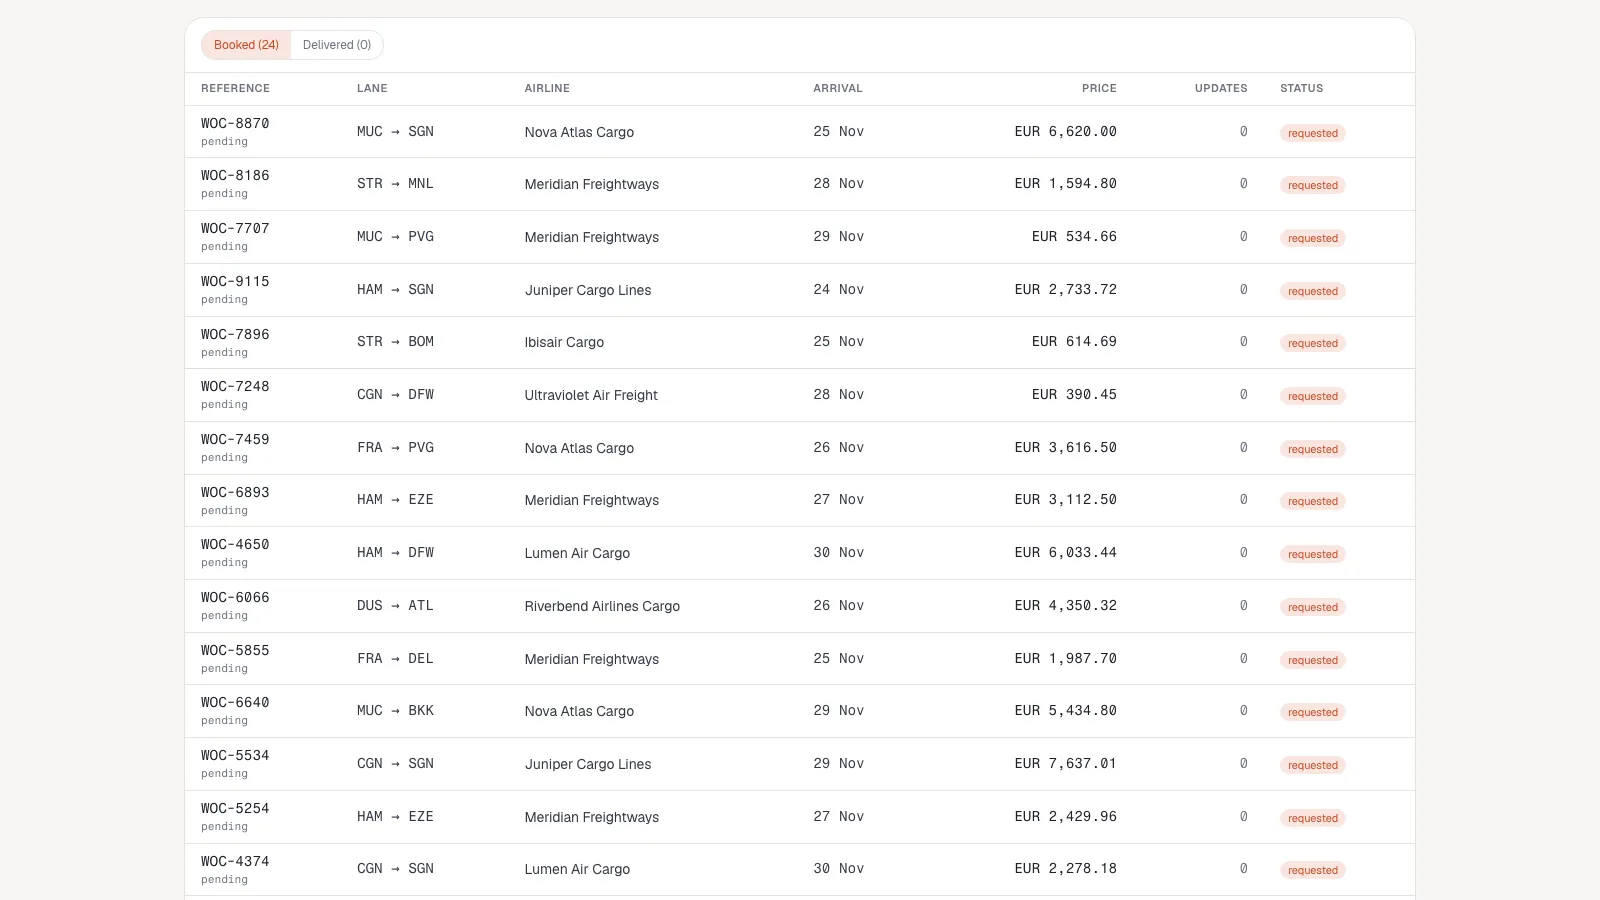 Booked (24) Delivered (0)
REFERENCE LANE AIRLINE ARRIVAL PRICE UPDATES STATUS
WOC-8870 MUC → SGN Nova Atlas Cargo 25 Nov EUR 6,620.00 0 requested
pending
WOC-8186 STR → MNL Meridian Freightways 28 Nov EUR 1,594.80 0 requested
pending
WOC-7707 MUC → PVG Meridian Freightways 29 Nov EUR 534.66 0 requested
pending
WOC-9115 HAM → SGN Juniper Cargo Lines 24 Nov EUR 2,733.72 0 requested
pending
WOC-7896 STR → BOM Ibisair Cargo 25 Nov EUR 614.69 0 requested
pending
WOC-7248 CGN → DFW Ultraviolet Air Freight 28 Nov EUR 390.45 0 requested
pending
WOC-7459 FRA → PVG Nova Atlas Cargo 26 Nov EUR 3,616.50 0 requested
pending
WOC-6893 HAM → EZE Meridian Freightways 27 Nov EUR 3,112.50 0 requested
pending
WOC-4650 HAM → DFW Lumen Air Cargo 30 Nov EUR 6,033.44 0 requested
pending
WOC-6066 DUS → ATL Riverbend Airlines Cargo 26 Nov EUR 4,350.32 0 requested
pending
WOC-5855 FRA → DEL Meridian Freightways 25 Nov EUR 1,987.70 0 requested
pending
WOC-6640 MUC → BKK Nova Atlas Cargo 29 Nov EUR 5,434.80 0 requested
pending
WOC-5534 CGN → SGN Juniper Cargo Lines 29 Nov EUR 7,637.01 0 requested
pending
WOC-5254 HAM → EZE Meridian Freightways 27 Nov EUR 2,429.96 0 requested
pending
WOC-4374 CGN → SGN Lumen Air Cargo 30 Nov EUR 2,278.18 0 requested
pending